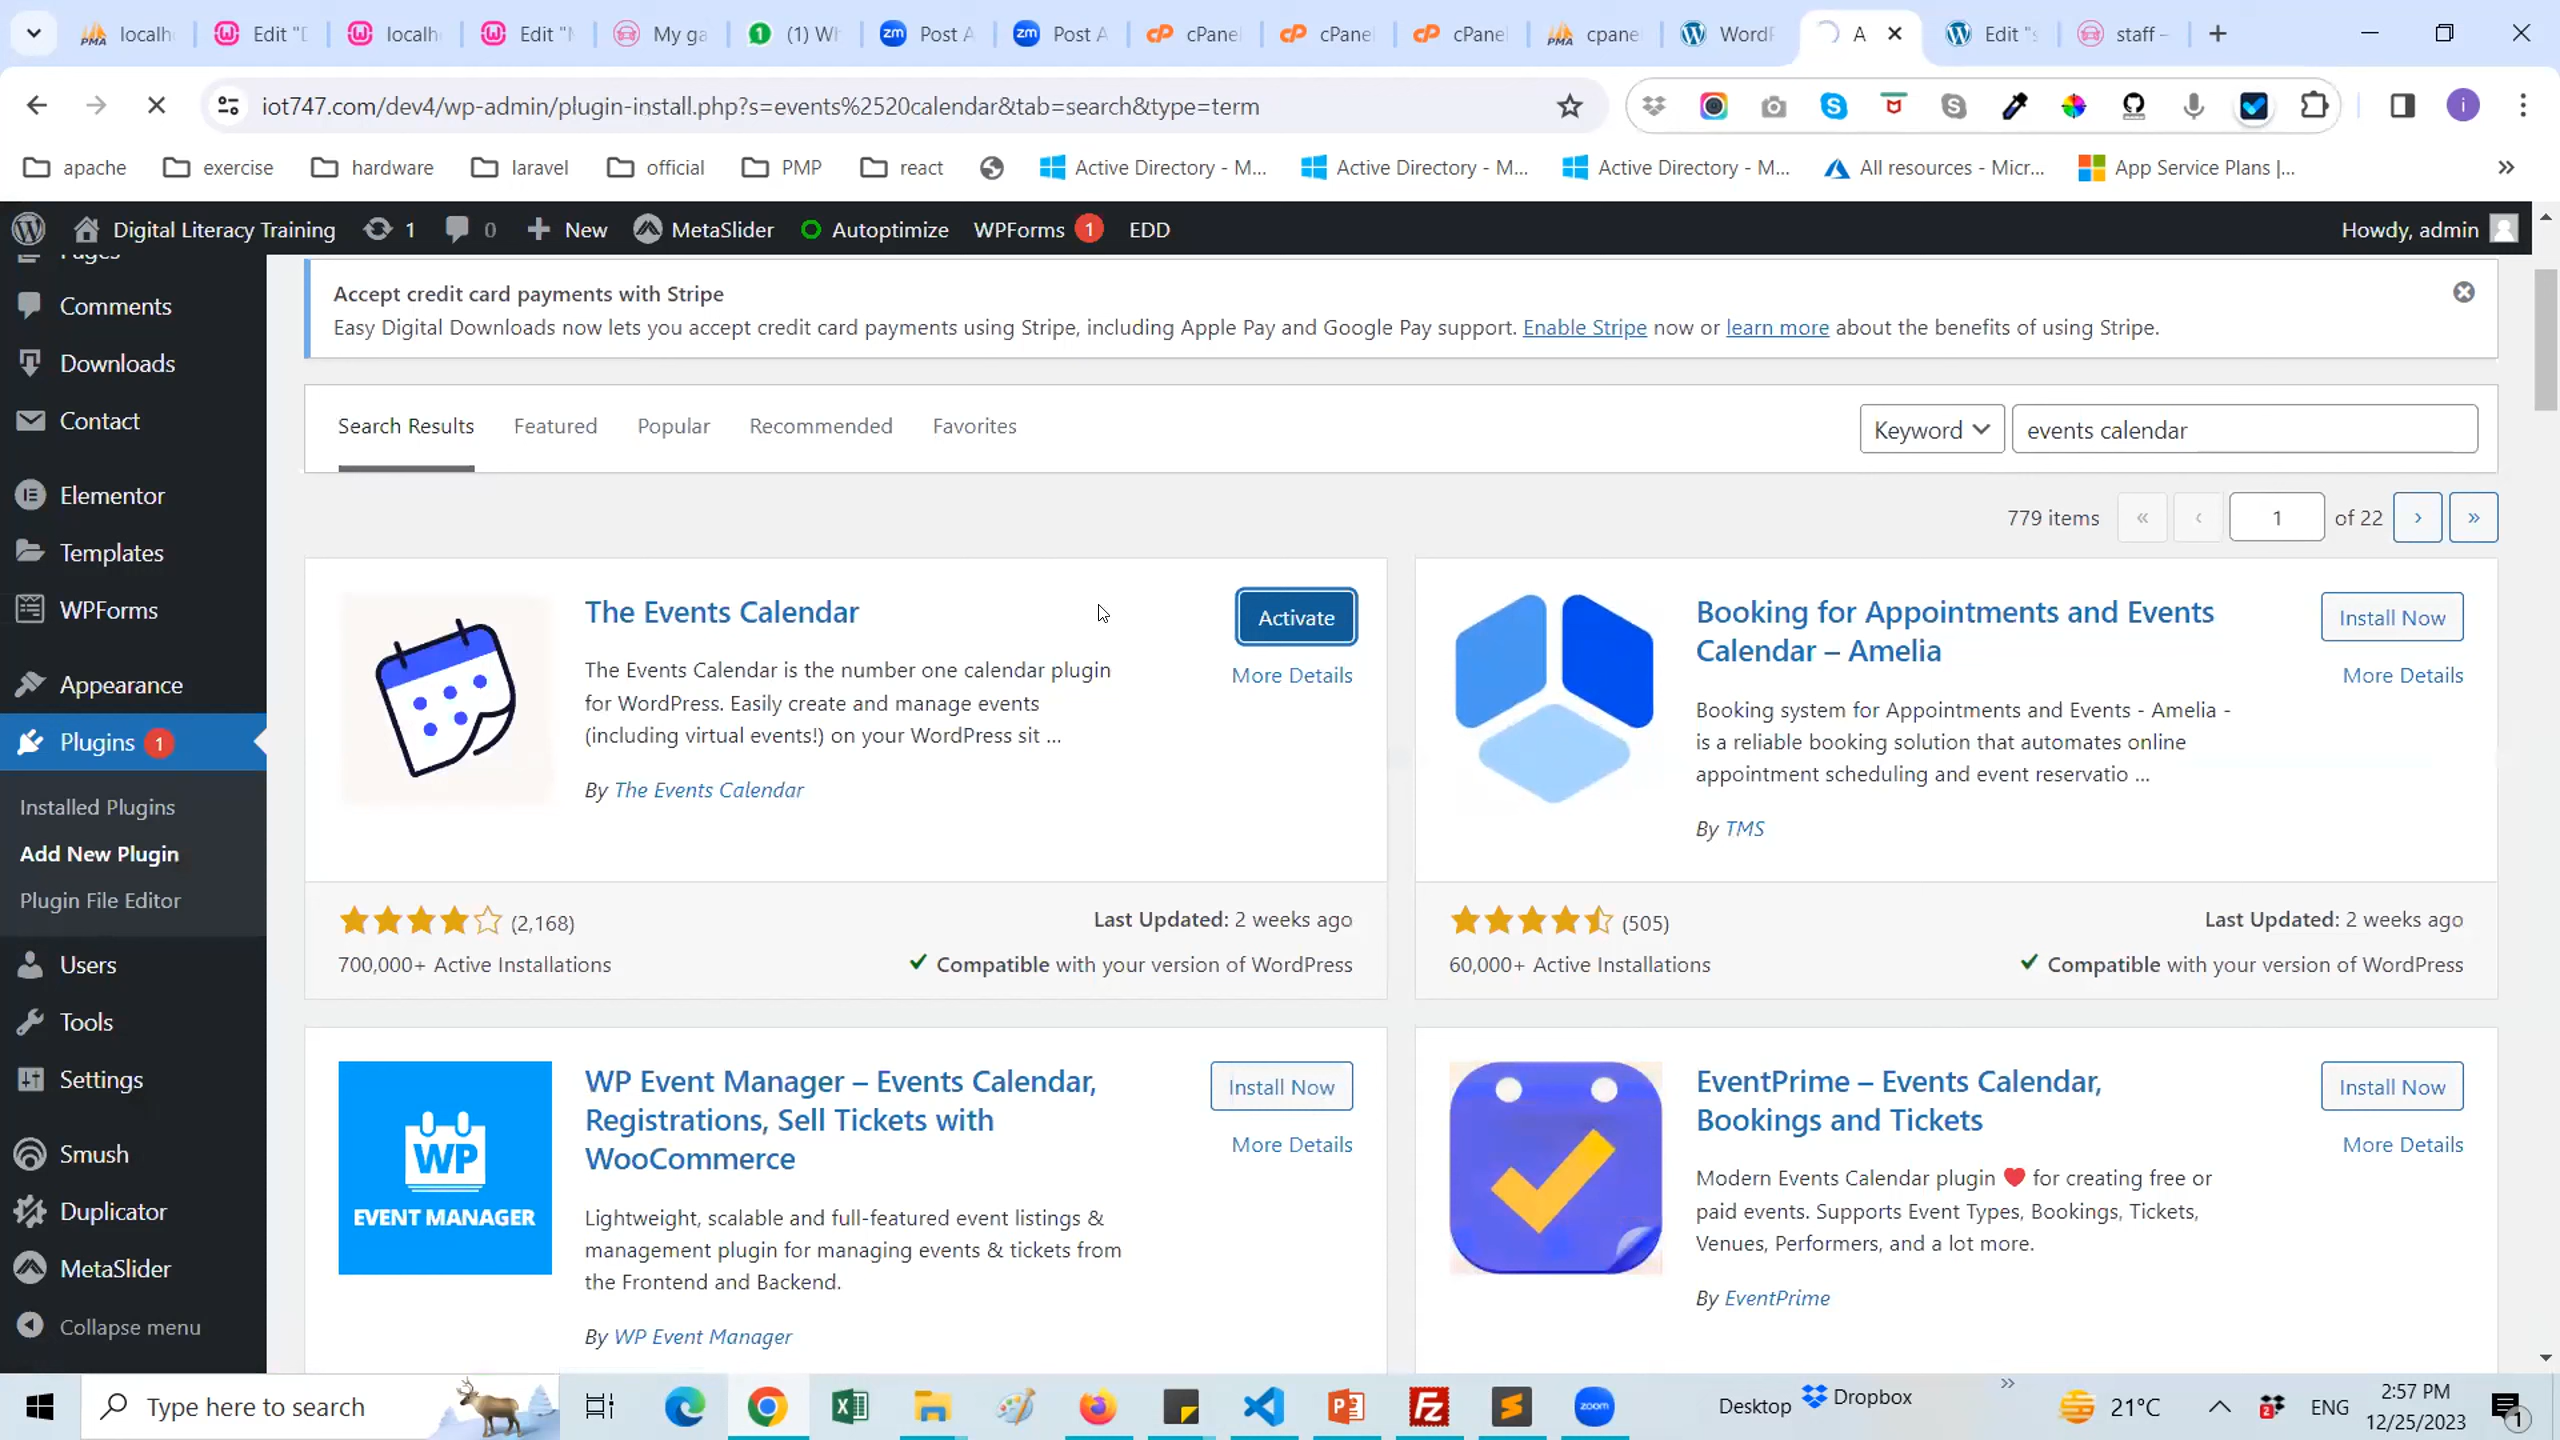 localh
Edit "D
localh
Edit "M
My ga
(1) Wh
Post A
Post A
cPanel
cPanel
cPanel
cpane
WordP
A
Edit "s
staff –
iot747.com/dev4/wp-admin/plugin-install.php?s=events%2520calendar&tab=search&type=term
apache
exercise
hardware
laravel
official
PMP
react
Active Directory - M...
Active Directory - M...
Active Directory - M...
All resources - Micr...
App Service Plans |...
Digital Literacy Training
1
0
New
MetaSlider
Autoptimize
WPForms 1
EDD
Howdy, admin
Pages
Comments
Downloads
Contact
Elementor
Templates
WPForms
Appearance
Plugins 1
Installed Plugins
Add New Plugin
Plugin File Editor
Users
Tools
Settings
Smush
Duplicator
MetaSlider
Collapse menu
Accept credit card payments with Stripe
Easy Digital Downloads now lets you accept credit card payments using Stripe, including Apple Pay and Google Pay support. Enable Stripe now or learn more about the benefits of using Stripe.
Search Results
Featured
Popular
Recommended
Favorites
Keyword
events calendar
779 items « ‹ 1 of 22 › »
The Events Calendar
Activate
More Details
The Events Calendar is the number one calendar plugin
for WordPress. Easily create and manage events
(including virtual events!) on your WordPress sit ...
By The Events Calendar
(2,168)
Last Updated: 2 weeks ago
700,000+ Active Installations
Compatible with your version of WordPress
Booking for Appointments and Events
Calendar – Amelia
Install Now
More Details
Booking system for Appointments and Events - Amelia -
is a reliable booking solution that automates online
appointment scheduling and event reservatio ...
By TMS
(505)
Last Updated: 2 weeks ago
60,000+ Active Installations
Compatible with your version of WordPress
WP
EVENT MANAGER
WP Event Manager – Events Calendar,
Registrations, Sell Tickets with
WooCommerce
Install Now
More Details
Lightweight, scalable and full-featured event listings &
management plugin for managing events & tickets from
the Frontend and Backend.
By WP Event Manager
EventPrime – Events Calendar,
Bookings and Tickets
Install Now
More Details
Modern Events Calendar plugin ❤ for creating free or
paid events. Supports Event Types, Bookings, Tickets,
Venues, Performers, and a lot more.
By EventPrime
Type here to search
zoom
Desktop
Dropbox
21°C
2
ENG
2:57 PM
12/25/2023
1